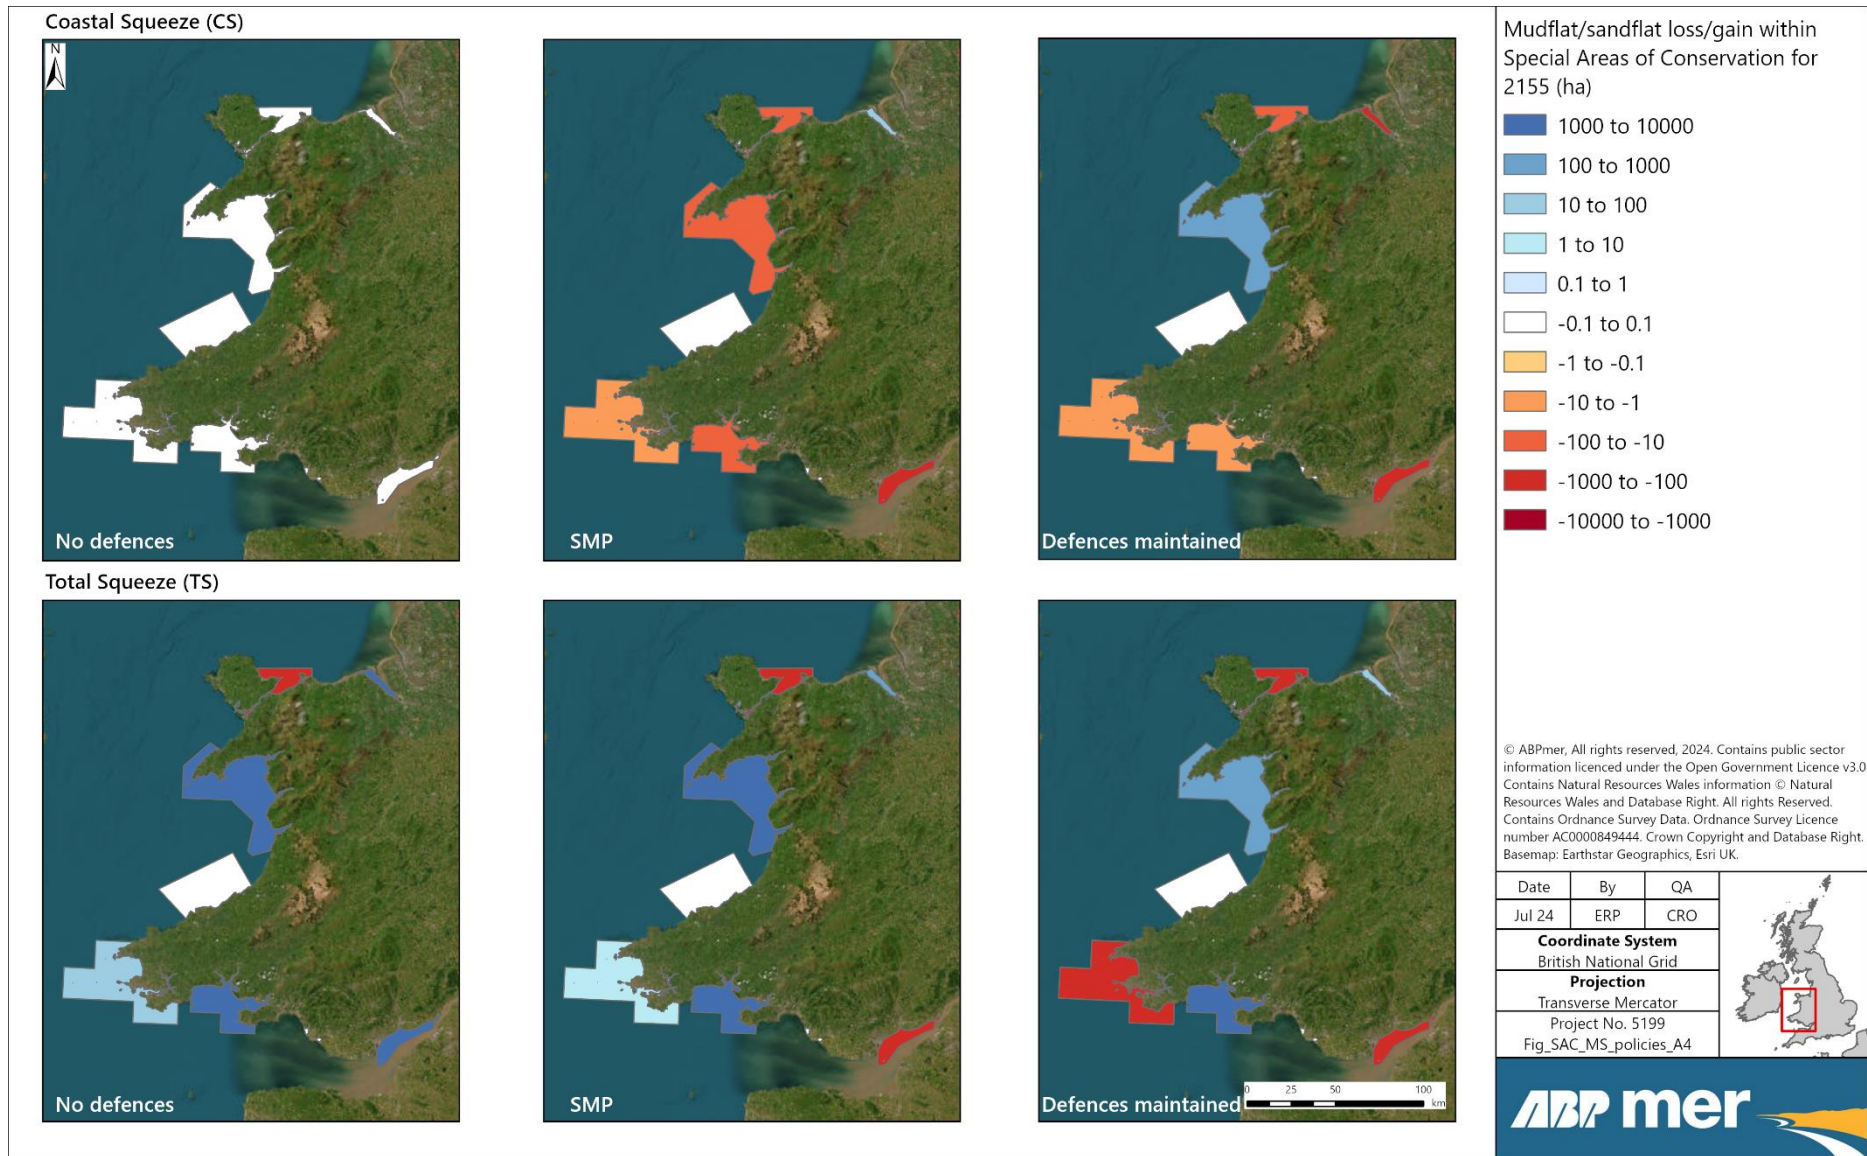 Coastal Squeeze (CS)
N
No defences
SMP
Defences maintained
Total Squeeze (TS)
No defences
SMP
Defences maintained
0 25 50 100
km
Mudflat/sandflat loss/gain within
Special Areas of Conservation for
2155 (ha)
1000 to 10000
100 to 1000
10 to 100
1 to 10
0.1 to 1
-0.1 to 0.1
-1 to -0.1
-10 to -1
-100 to -10
-1000 to -100
-10000 to -1000
© ABPmer, All rights reserved, 2024. Contains public sector
information licenced under the Open Government Licence v3.0
Contains Natural Resources Wales information © Natural
Resources Wales and Database Right. All rights Reserved.
Contains Ordnance Survey Data. Ordnance Survey Licence
number AC0000849444. Crown Copyright and Database Right.
Basemap: Earthstar Geographics, Esri UK.
Date By QA
Jul 24 ERP CRO
Coordinate System
British National Grid
Projection
Transverse Mercator
Project No. 5199
Fig_SAC_MS_policies_A4
ABPmer